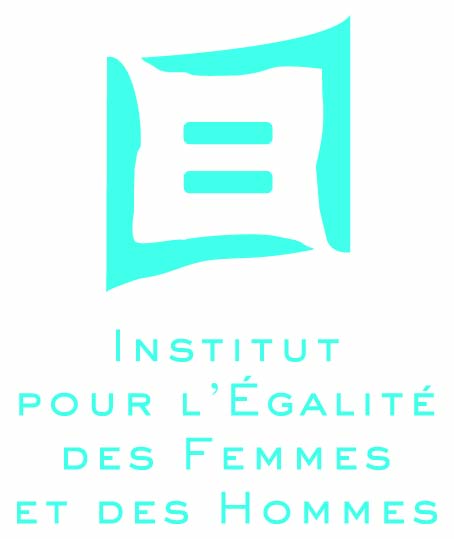 Institut
pour l'Égalité
des Femmes
et des Hommes